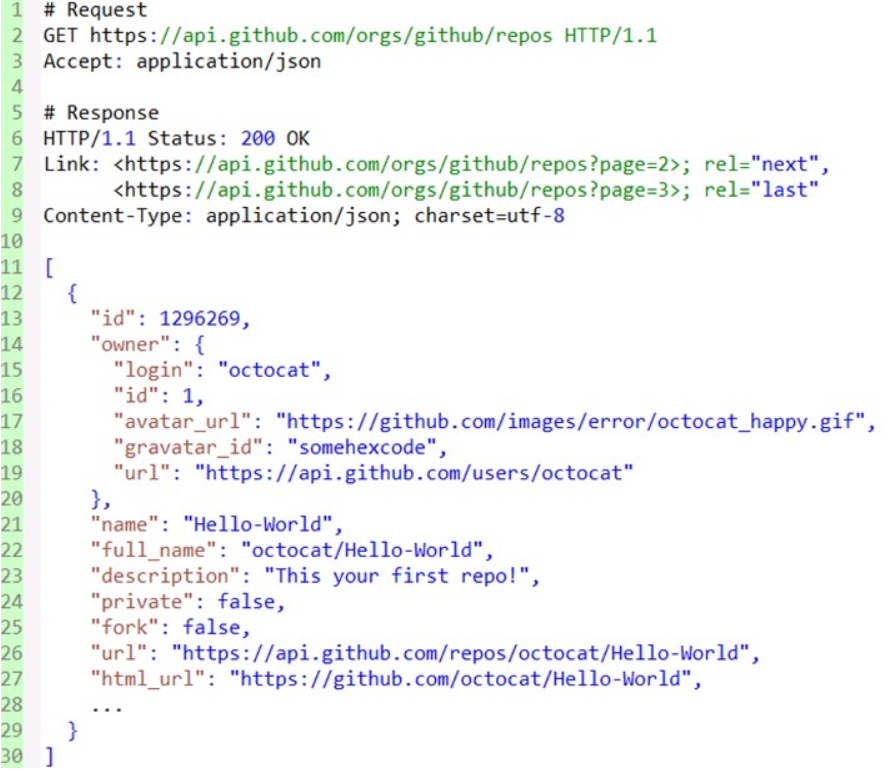 1 # Request
2 GET https://api.github.com/orgs/github/repos HTTP/1.1
3 Accept: application/json
4
5 # Response
6 HTTP/1.1 Status: 200 OK
7 Link: <https://api.github.com/orgs/github/repos?page=2>; rel="next",
8       <https://api.github.com/orgs/github/repos?page=3>; rel="last"
9 Content-Type: application/json; charset=utf-8
10
11 [
12   {
13     "id": 1296269,
14     "owner": {
15       "login": "octocat",
16       "id": 1,
17       "avatar_url": "https://github.com/images/error/octocat_happy.gif",
18       "gravatar_id": "somehexcode",
19       "url": "https://api.github.com/users/octocat"
20     },
21     "name": "Hello-World",
22     "full_name": "octocat/Hello-World",
23     "description": "This your first repo!",
24     "private": false,
25     "fork": false,
26     "url": "https://api.github.com/repos/octocat/Hello-World",
27     "html_url": "https://github.com/octocat/Hello-World",
28     ...
29   }
30 ]